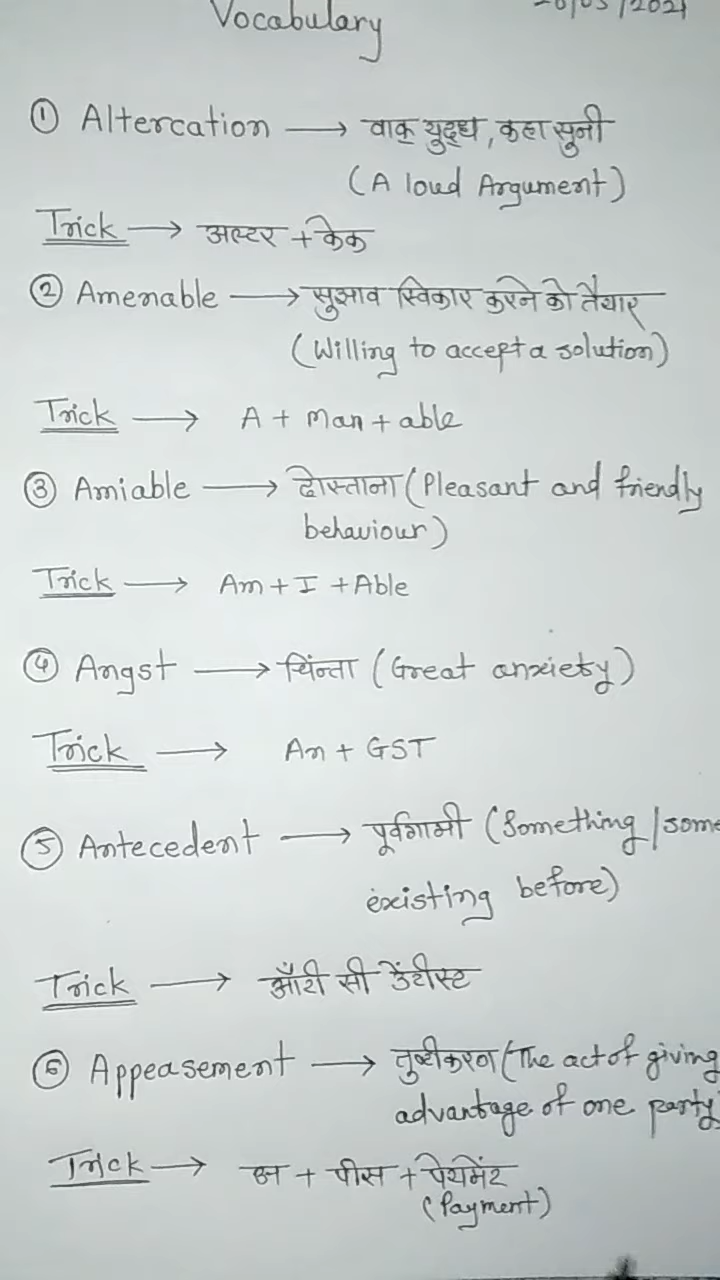 Vocabulary
① Altercation → वाक् युद्ध, कहा सुनी
(A loud Argument)
Trick → अल्टर + केक
② Amenable → सुझाव स्विकार करने को तैयार
(Willing to accept a solution)
Trick → A + Man + able
③ Amiable → दोस्ताना (Pleasant and friendly
behaviour)
Trick → Am + I + Able
④ Angst → चिंन्ता (Great anxiety)
Trick → An + GST
⑤ Antecedent → पूर्वगामी (Something / some
existing before)
Trick → आँटी सी डेंटीस्ट
⑥ Appeasement → तुष्टीकरण (The act of giving
advantage of one party
Trick → + पीस + पेयमेंट
(Payment)